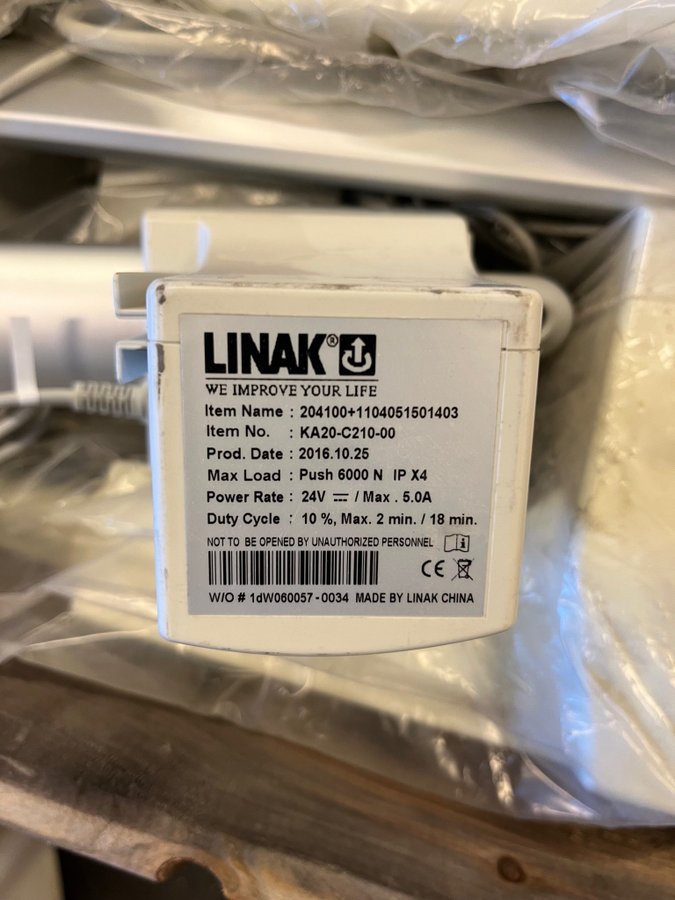 LINAK®
WE IMPROVE YOUR LIFE
Item Name : 204100+1104051501403
Item No. : KA20-C210-00
Prod. Date : 2016.10.25
Max Load : Push 6000 N IP X4
Power Rate : 24V ⎓ / Max . 5.0A
Duty Cycle : 10 %, Max. 2 min. / 18 min.
NOT TO BE OPENED BY UNAUTHORIZED PERSONNEL
CE
W/O # 1dW060057-0034 MADE BY LINAK CHINA